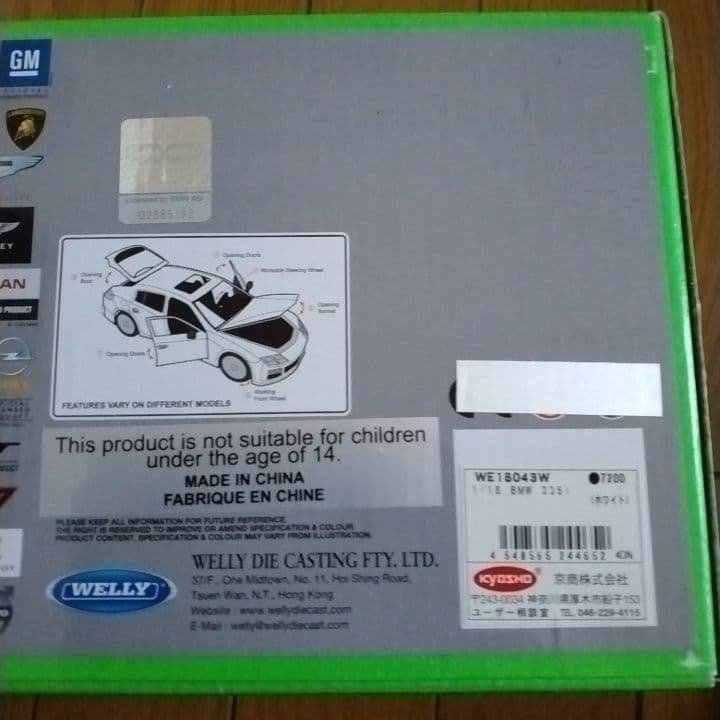 GM
Licensed by BMW AG
02885192
EY
AN
PRODUCT
Opening Doors
Workable Steering Wheel
Opening Boot
Opening Bonnet
Opening Doors
Working Front Wheel
FEATURES VARY ON DIFFERENT MODELS
This product is not suitable for children
under the age of 14.
MADE IN CHINA
FABRIQUE EN CHINE
PLEASE KEEP ALL INFORMATION FOR FUTURE REFERENCE.
THE RIGHT IS RESERVED TO IMPROVE OR AMEND SPECIFICATION & COLOUR.
PRODUCT CONTENT, SPECIFICATION & COLOUR MAY VARY FROM ILLUSTRATION.
WELLY
WELLY DIE CASTING FTY. LTD.
37/F., One Midtown, No. 11, Hoi Shing Road,
Tsuen Wan, N.T., Hong Kong
Website : www.wellydiecast.com
E-Mail : welly@wellydiecast.com
WE18043W ●7200
1/18 BMW 335i
(ホワイト)
4 548565 244652
KYOSHO 京商株式会社
〒243-0034 神奈川県厚木市船子153
ユーザー相談室 TEL.046-229-4115